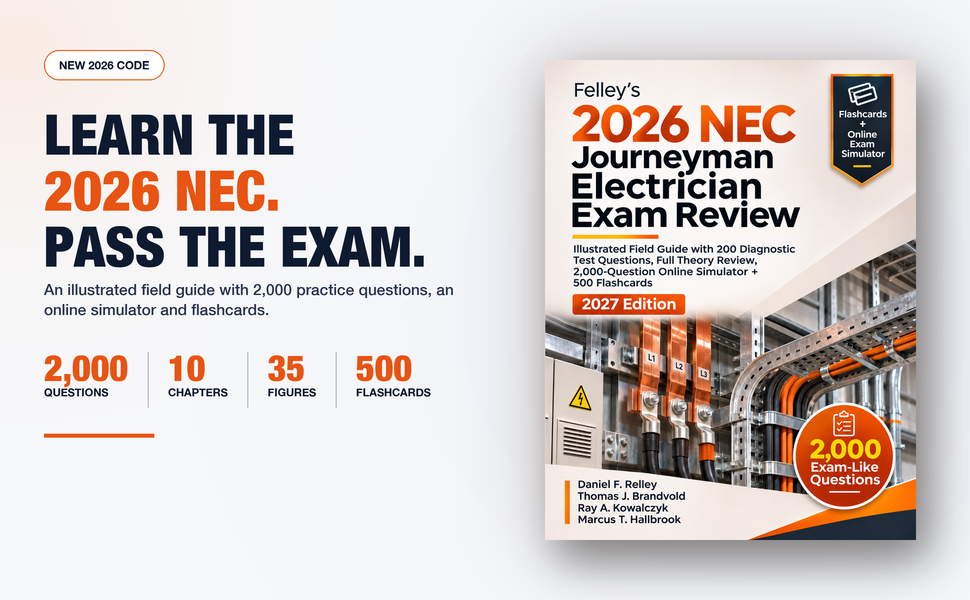 NEW 2026 CODE
LEARN THE
2026 NEC.
PASS THE EXAM.
An illustrated field guide with 2,000 practice questions, an
online simulator and flashcards.
2,000
QUESTIONS
10
CHAPTERS
35
FIGURES
500
FLASHCARDS
Felley's
2026 NEC
Journeyman
Electrician
Exam Review
Flashcards
+
Online
Exam
Simulator
Illustrated Field Guide with 200 Diagnostic
Test Questions, Full Theory Review,
2,000-Question Online Simulator +
500 Flashcards
2027 Edition
L1
L2
L3
2,000
Exam-Like
Questions
Daniel F. Relley
Thomas J. Brandvold
Ray A. Kowalczyk
Marcus T. Hallbrook